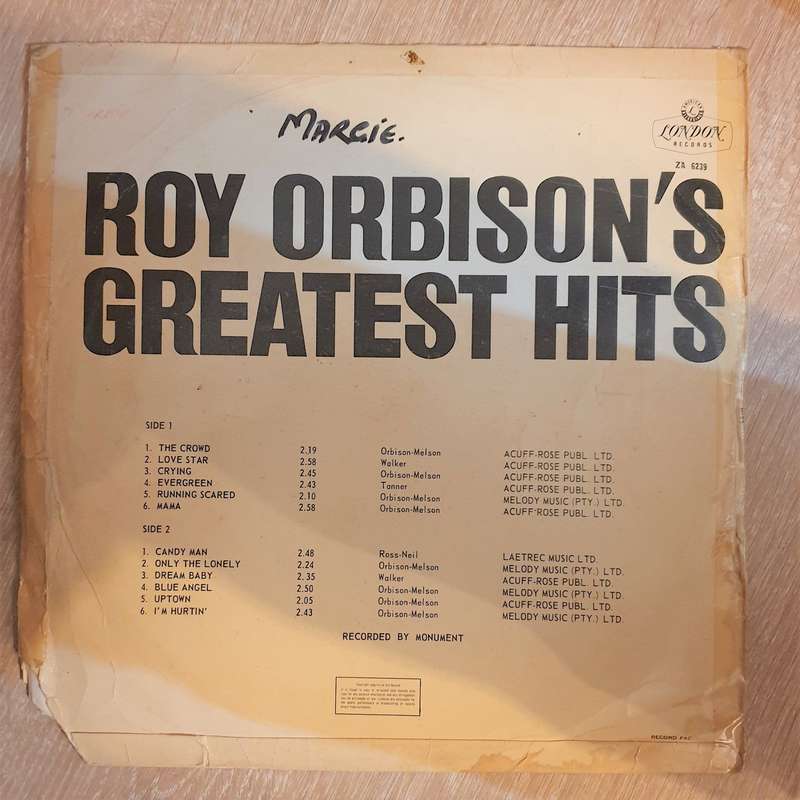 MARGIE.
AMERICAN
LONDON
RECORDS
ZA 6239
ROY ORBISON'S
GREATEST HITS
SIDE 1
1. THE CROWD 2.19 Orbison-Melson ACUFF-ROSE PUBL. LTD.
2. LOVE STAR 2.58 Walker ACUFF-ROSE PUBL. LTD.
3. CRYING 2.45 Orbison-Melson ACUFF-ROSE PUBL. LTD.
4. EVERGREEN 2.43 Tanner ACUFF-ROSE PUBL. LTD.
5. RUNNING SCARED 2.10 Orbison-Melson MELODY MUSIC (PTY.) LTD.
6. MAMA 2.58 Orbison-Melson ACUFF-ROSE PUBL. LTD.
SIDE 2
1. CANDY MAN 2.48 Ross-Neil LAETREC MUSIC LTD.
2. ONLY THE LONELY 2.24 Orbison-Melson MELODY MUSIC (PTY.) LTD.
3. DREAM BABY 2.35 Walker ACUFF-ROSE PUBL. LTD.
4. BLUE ANGEL 2.50 Orbison-Melson MELODY MUSIC (PTY.) LTD.
5. UPTOWN 2.05 Orbison-Melson ACUFF-ROSE PUBL. LTD.
6. I'M HURTIN' 2.43 Orbison-Melson MELODY MUSIC (PTY.) LTD.
RECORDED BY MONUMENT
RECORD PAC